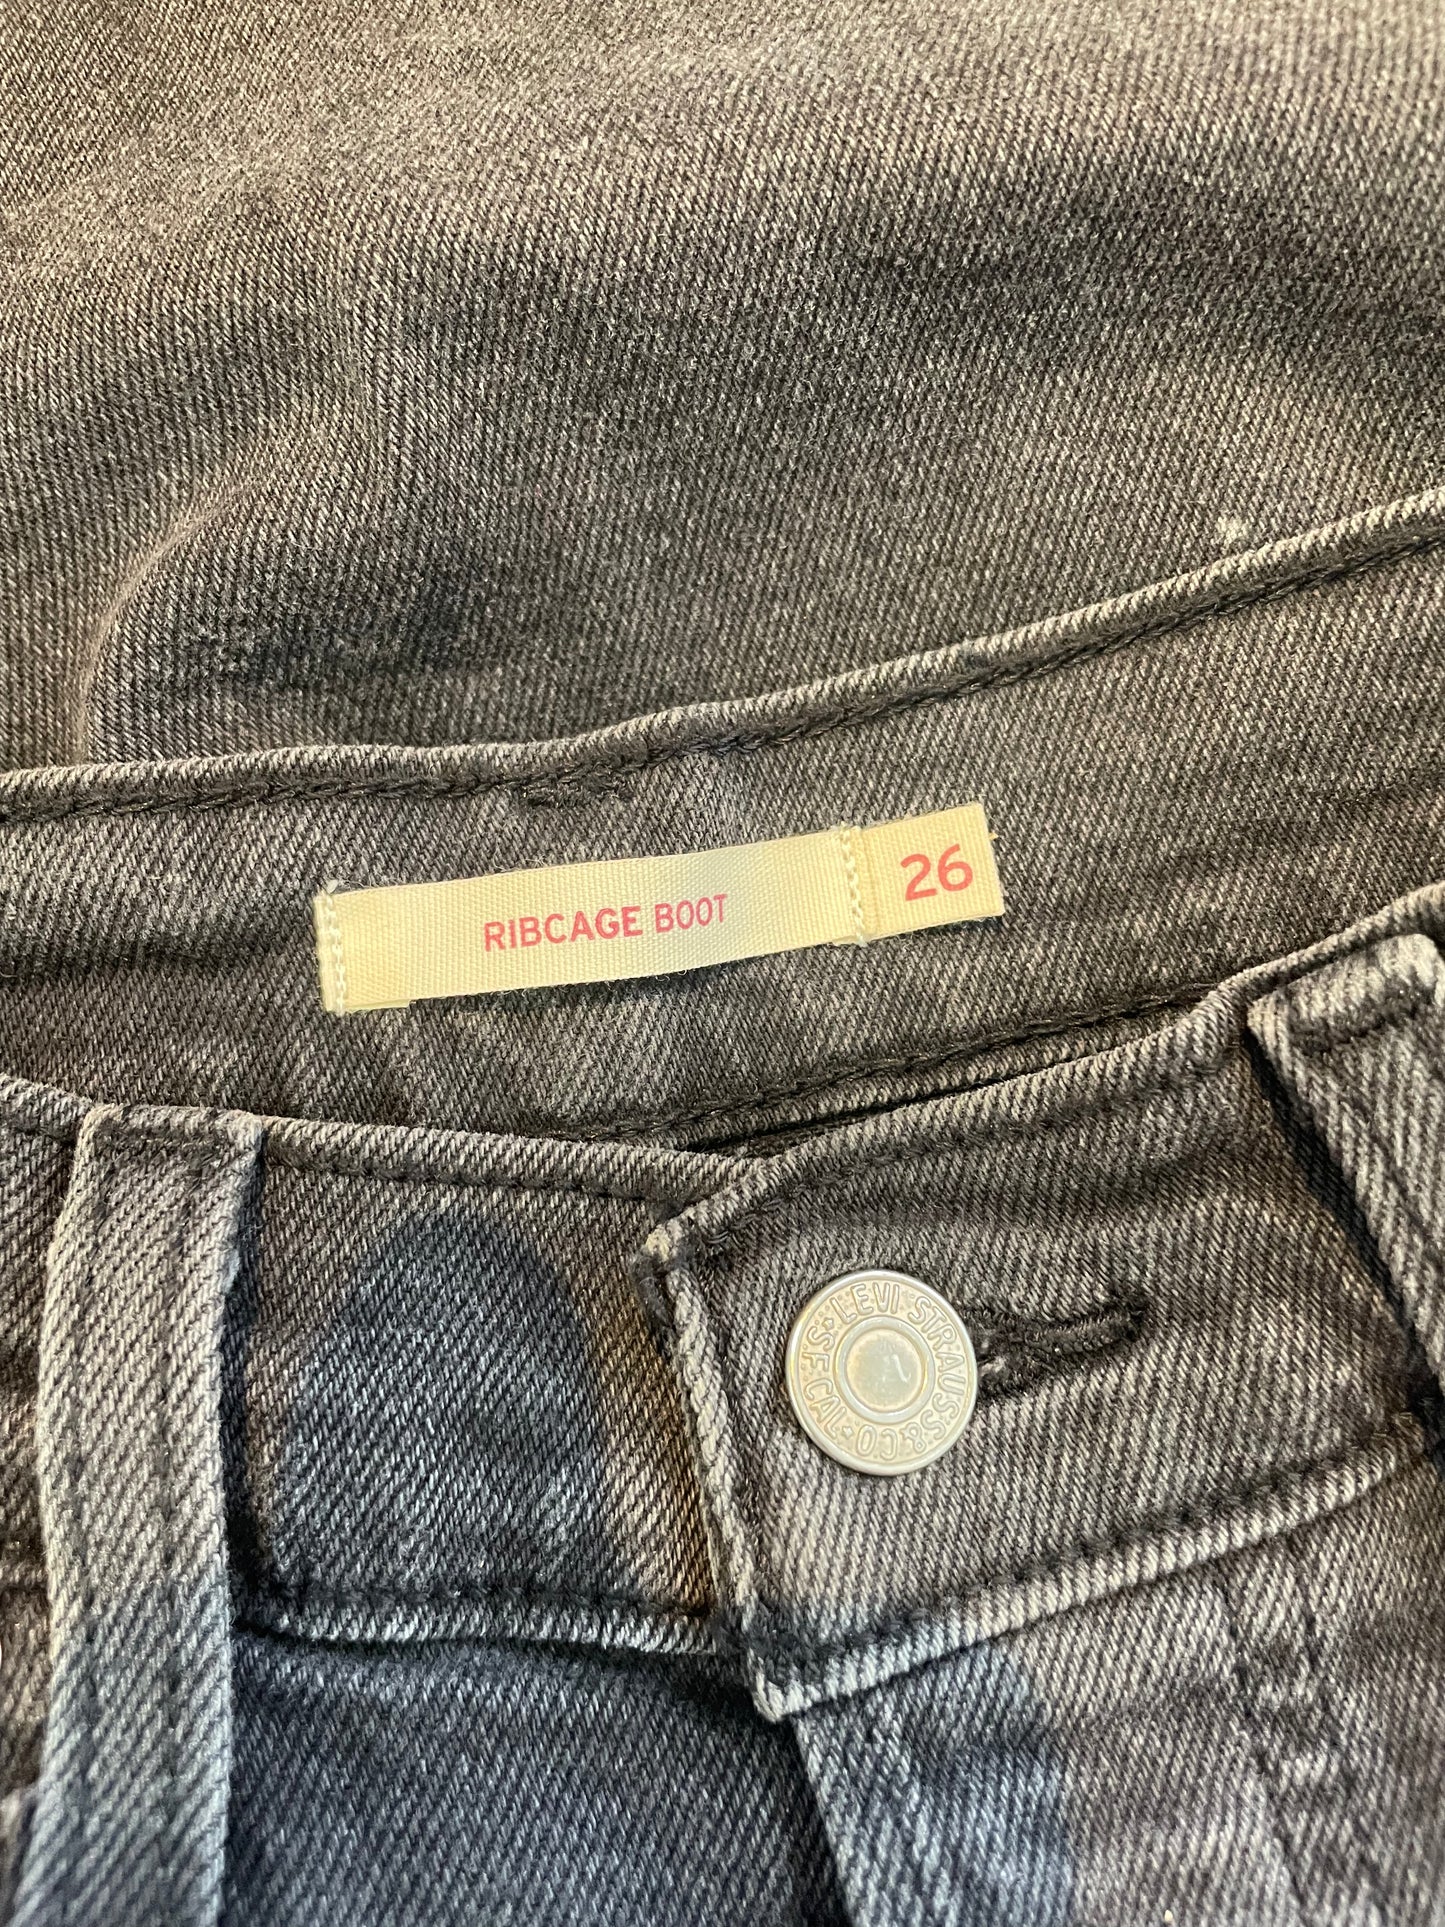 RIBCAGE BOOT
26
LEVI STRAUSS & CO. S.F. CAL.